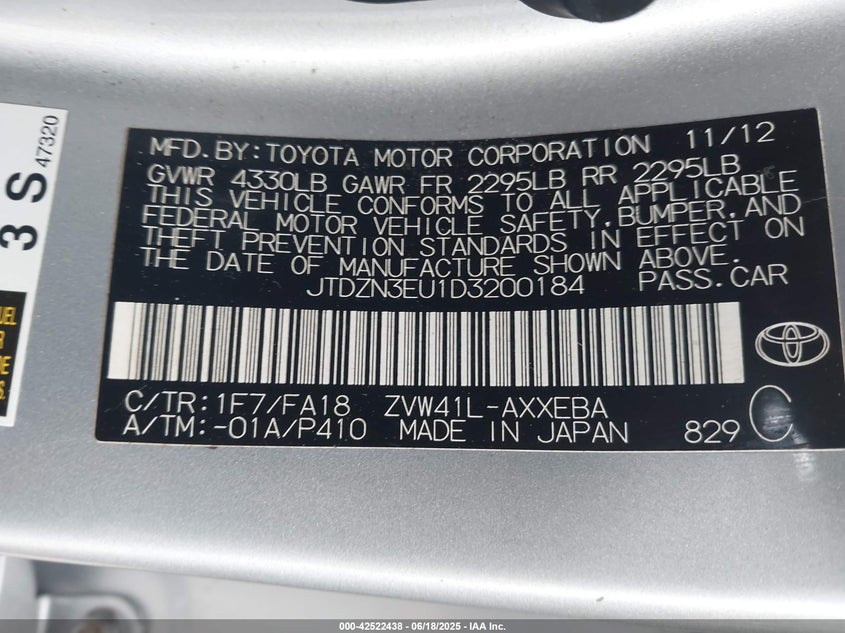 MFD.BY:TOYOTA MOTOR CORPORATION 11/12
GVWR 4330LB GAWR FR 2295LB RR 2295LB
THIS VEHICLE CONFORMS TO ALL APPLICABLE
FEDERAL MOTOR VEHICLE SAFETY,BUMPER,AND
THEFT PREVENTION STANDARDS IN EFFECT ON
THE DATE OF MANUFACTURE SHOWN ABOVE.
JTDZN3EU1D3200184 PASS.CAR
C/TR:1F7/FA18 ZVW41L-AXXEBA
A/TM:-01A/P410 MADE IN JAPAN 829 C
3 S 47320
000-42522438 - 06/18/2025 - IAA Inc.